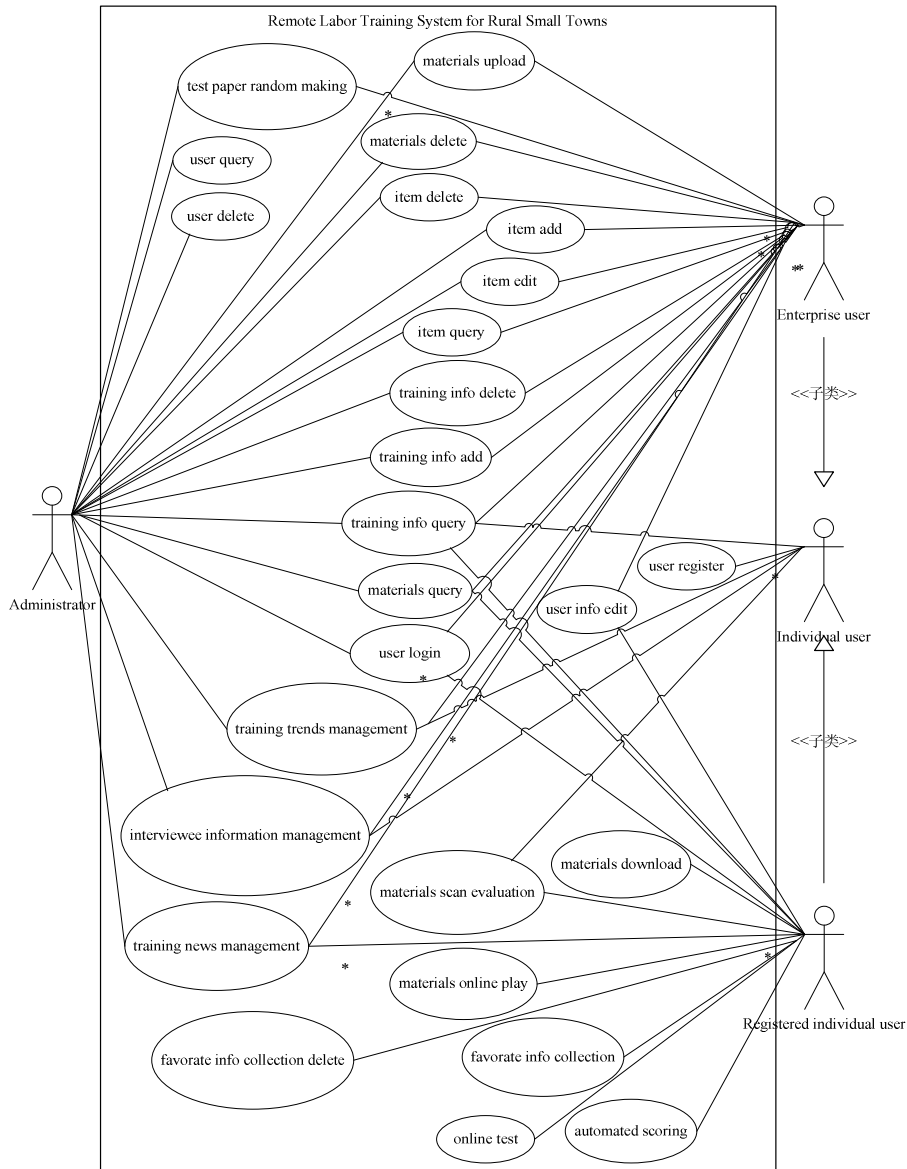 Remote Labor Training System for Rural Small Towns
materials upload
test paper random making
*
materials delete
user query
item delete
user delete
item add
*
*
**
item edit
Enterprise user
item query
training info delete
<<子类>>
training info add
training info query
user register
*
materials query
Administrator
user info edit
Individual user
user login
*
training trends management
*
<<子类>>
*
interviewee information management
materials download
materials scan evaluation
*
training news management
*
*
materials online play
Registered individual user
favorate info collection delete
favorate info collection
automated scoring
online test